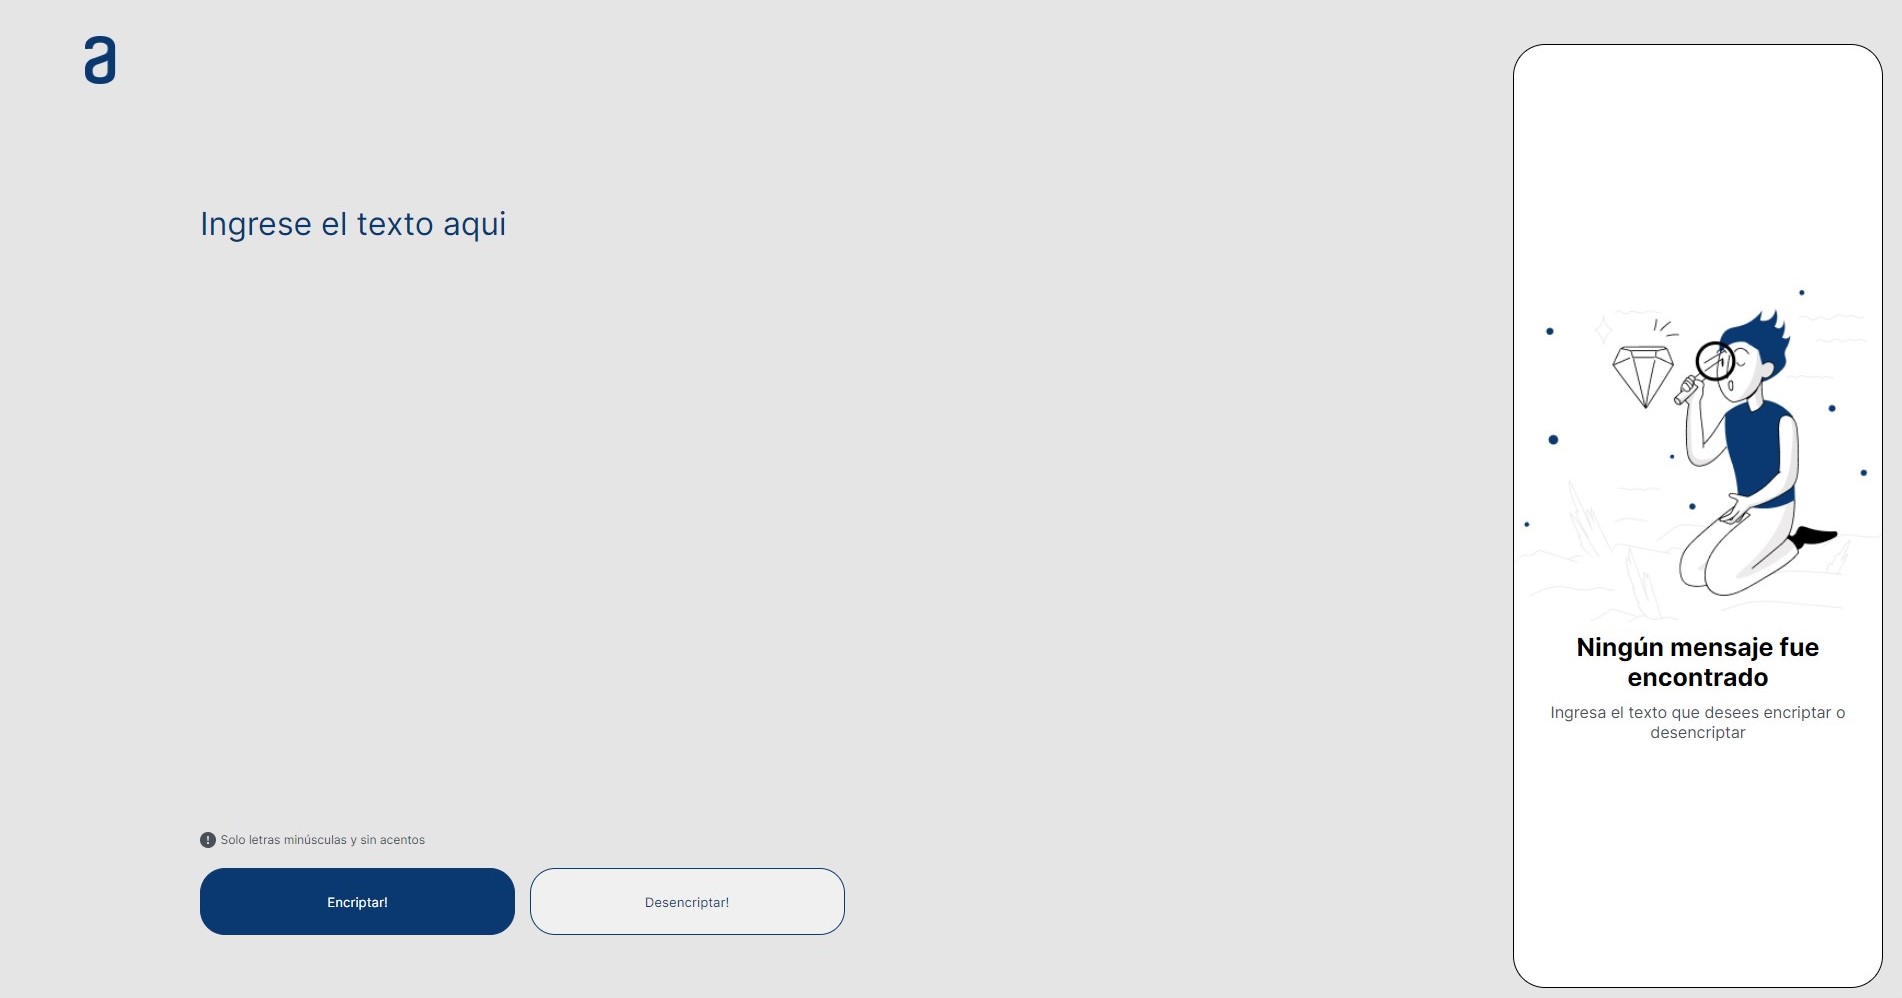 a
Ingrese el texto aqui
Solo letras minúsculas y sin acentos
Encriptar!
Desencriptar!
Ningún mensaje fue
encontrado
Ingresa el texto que desees encriptar o
desencriptar